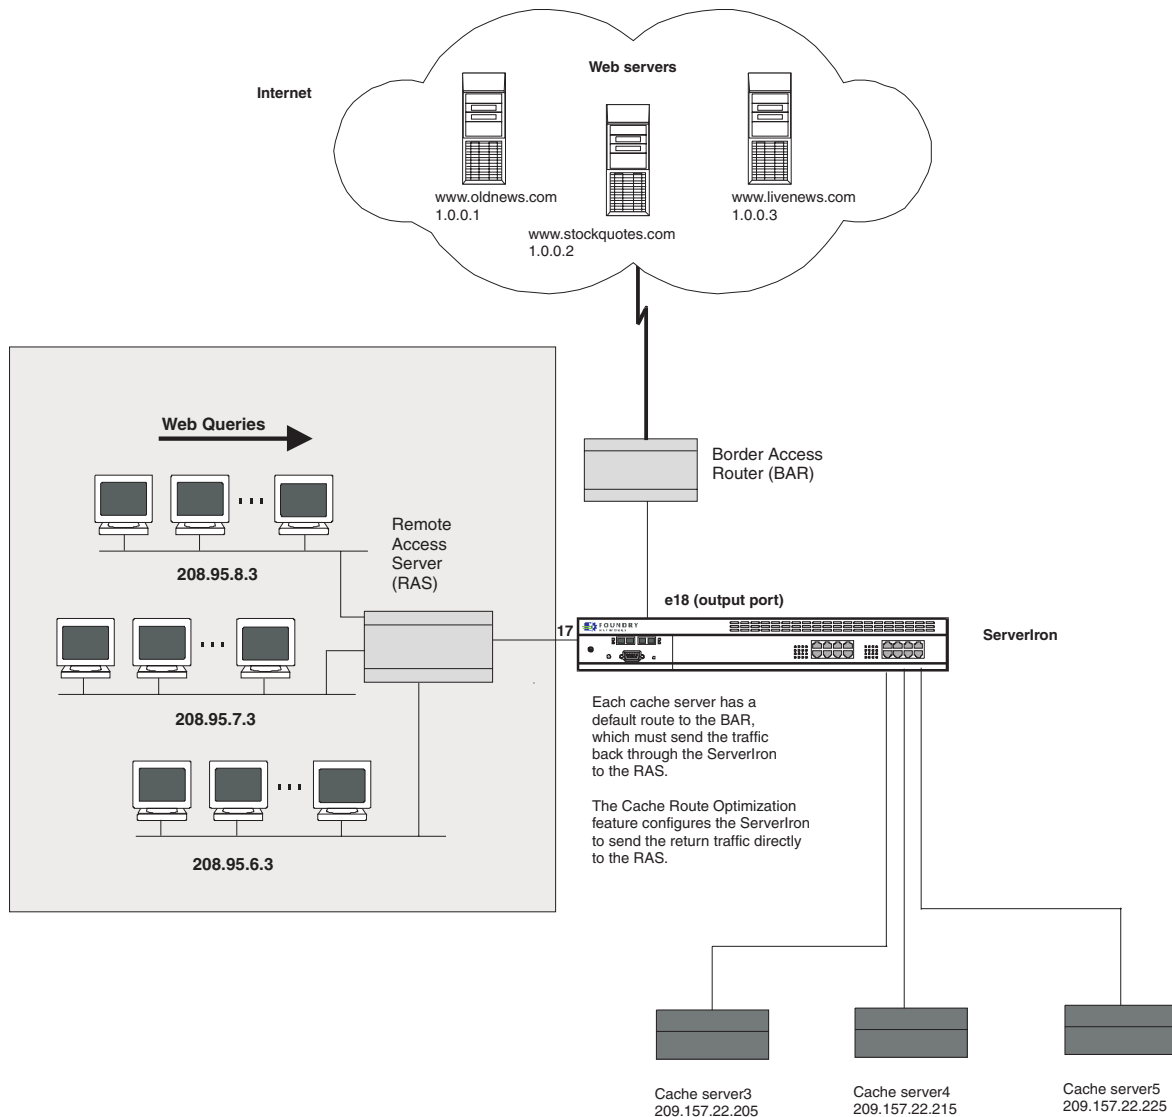 Web servers
Internet
www.oldnews.com
1.0.0.1
www.stockquotes.com
1.0.0.2
www.livenews.com
1.0.0.3
Web Queries
Border Access
Router (BAR)
Remote
Access
Server
(RAS)
208.95.8.3
e18 (output port)
17
FOUNDRY
NETWORKS
ServerIron
208.95.7.3
208.95.6.3
Each cache server has a
default route to the BAR,
which must send the traffic
back through the ServerIron
to the RAS.
The Cache Route Optimization
feature configures the ServerIron
to send the return traffic directly
to the RAS.
Cache server3
209.157.22.205
Cache server4
209.157.22.215
Cache server5
209.157.22.225